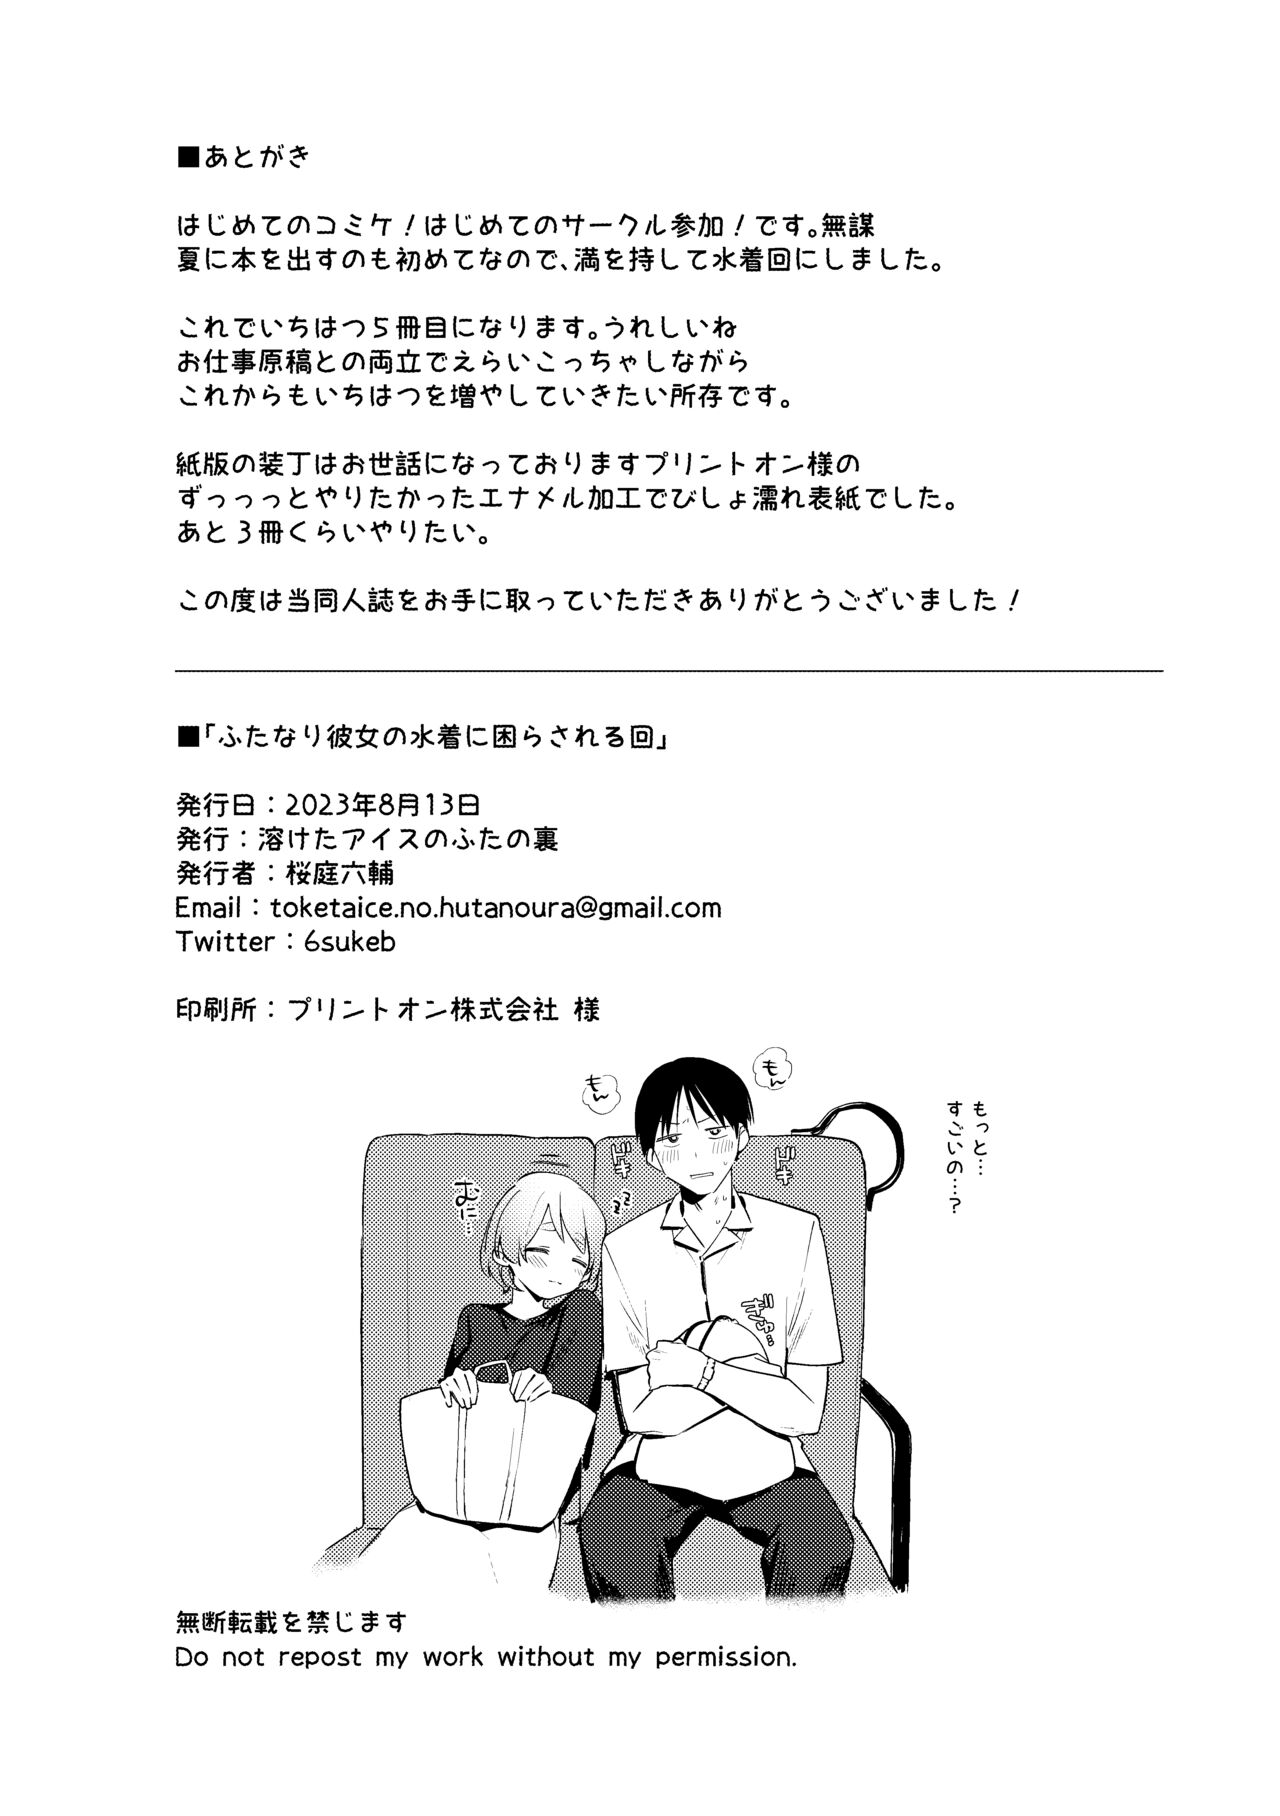 ■あとがき
はじめてのコミケ！はじめてのサークル参加！です。無謀
夏に本を出すのも初めてなので、満を持して水着回にしました。
これでいちはつ５冊目になります。うれしいね
お仕事原稿との両立でえらいこっちゃしながら
これからもいちはつを増やしていきたい所存です。
紙版の装丁はお世話になっておりますプリントオン様の
ずっっっとやりたかったエナメル加工でびしょ濡れ表紙でした。
あと３冊くらいやりたい。
この度は当同人誌をお手に取っていただきありがとうございました！
■「ふたなり彼女の水着に困らされる回」
発行日：2023年8月13日
発行：溶けたアイスのふたの裏
発行者：桜庭六輔
Email：toketaice.no.hutanoura@gmail.com
Twitter：6sukeb
印刷所：プリントオン株式会社 様
もん
もん
もっと…
すごいの…？
ドキ
ドキ
むに…
zzz
ぎゅ…
無断転載を禁じます
Do not repost my work without my permission.